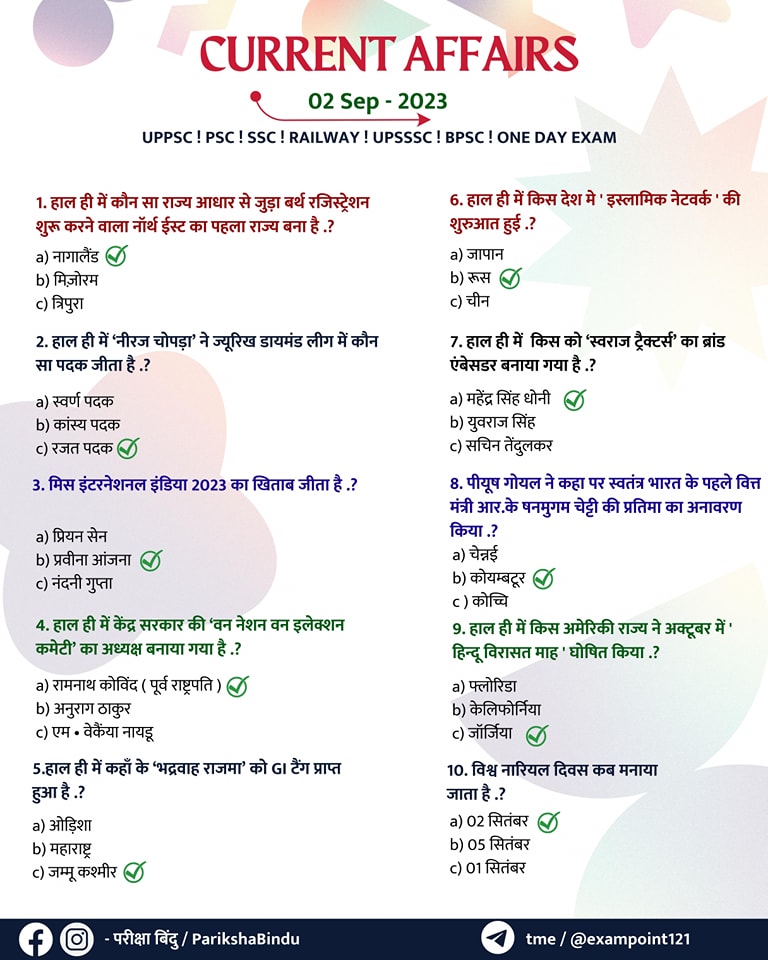 CURRENT AFFAIRS
02 Sep - 2023
UPPSC ! PSC ! SSC ! RAILWAY ! UPSSSC ! BPSC ! ONE DAY EXAM
1. हाल ही में कौन सा राज्य आधार से जुड़ा बर्थ रजिस्ट्रेशन
शुरू करने वाला नॉर्थ ईस्ट का पहला राज्य बना है .?
a) नागालैंड
b) मिज़ोरम
c) त्रिपुरा
2. हाल ही में ‘नीरज चोपड़ा’ ने ज्यूरिख डायमंड लीग में कौन
सा पदक जीता है .?
a) स्वर्ण पदक
b) कांस्य पदक
c) रजत पदक
3. मिस इंटरनेशनल इंडिया 2023 का खिताब जीता है .?
a) प्रियन सेन
b) प्रवीना आंजना
c) नंदनी गुप्ता
4. हाल ही में केंद्र सरकार की ‘वन नेशन वन इलेक्शन
कमेटी’ का अध्यक्ष बनाया गया है .?
a) रामनाथ कोविंद ( पूर्व राष्ट्रपति )
b) अनुराग ठाकुर
c) एम • वेकैंया नायडू
5.हाल ही में कहाँ के ‘भद्रवाह राजमा’ को GI टैंग प्राप्त
हुआ है .?
a) ओड़िशा
b) महाराष्ट्र
c) जम्मू कश्मीर
6. हाल ही में किस देश मे ' इस्लामिक नेटवर्क ' की
शुरुआत हुई .?
a) जापान
b) रूस
c) चीन
7. हाल ही में किस को ‘स्वराज ट्रैक्टर्स’ का ब्रांड
एंबेसडर बनाया गया है .?
a) महेंद्र सिंह धोनी
b) युवराज सिंह
c) सचिन तेंदुलकर
8. पीयूष गोयल ने कहा पर स्वतंत्र भारत के पहले वित्त
मंत्री आर.के षनमुगम चेट्टी की प्रतिमा का अनावरण
किया .?
a) चेन्नई
b) कोयम्बटूर
c ) कोच्चि
9. हाल ही में किस अमेरिकी राज्य ने अक्टूबर में '
हिन्दू विरासत माह ' घोषित किया .?
a) फ्लोरिडा
b) केलिफोर्निया
c) जॉर्जिया
10. विश्व नारियल दिवस कब मनाया
जाता है .?
a) 02 सितंबर
b) 05 सितंबर
c) 01 सितंबर
- परीक्षा बिंदु / ParikshaBindu
tme / @exampoint121